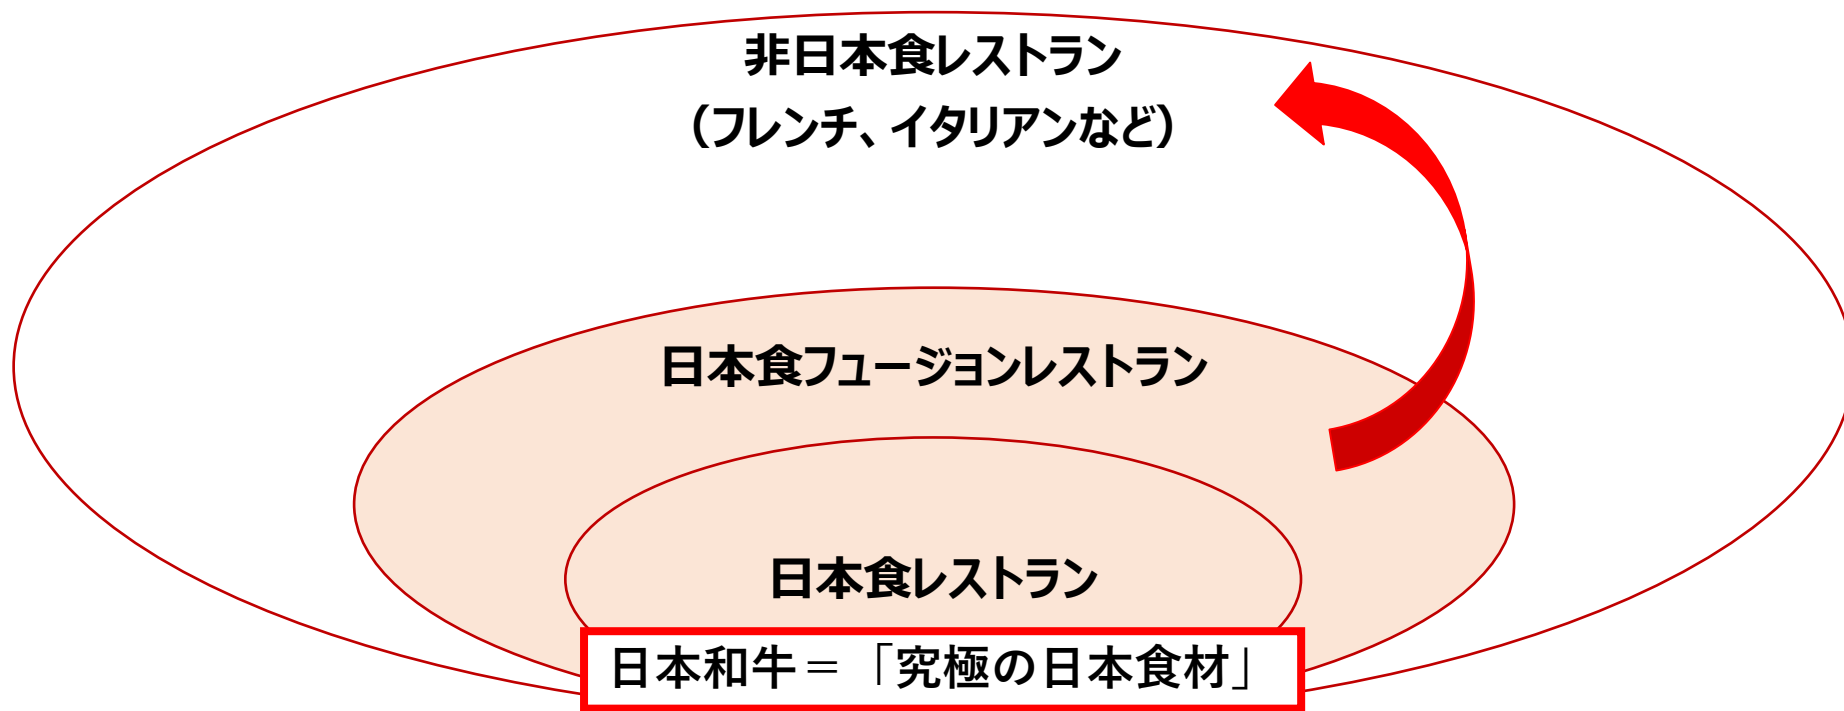 非日本食レストラン
（フレンチ、イタリアンなど）
日本食フュージョンレストラン
日本食レストラン
日本和牛＝「究極の日本食材」